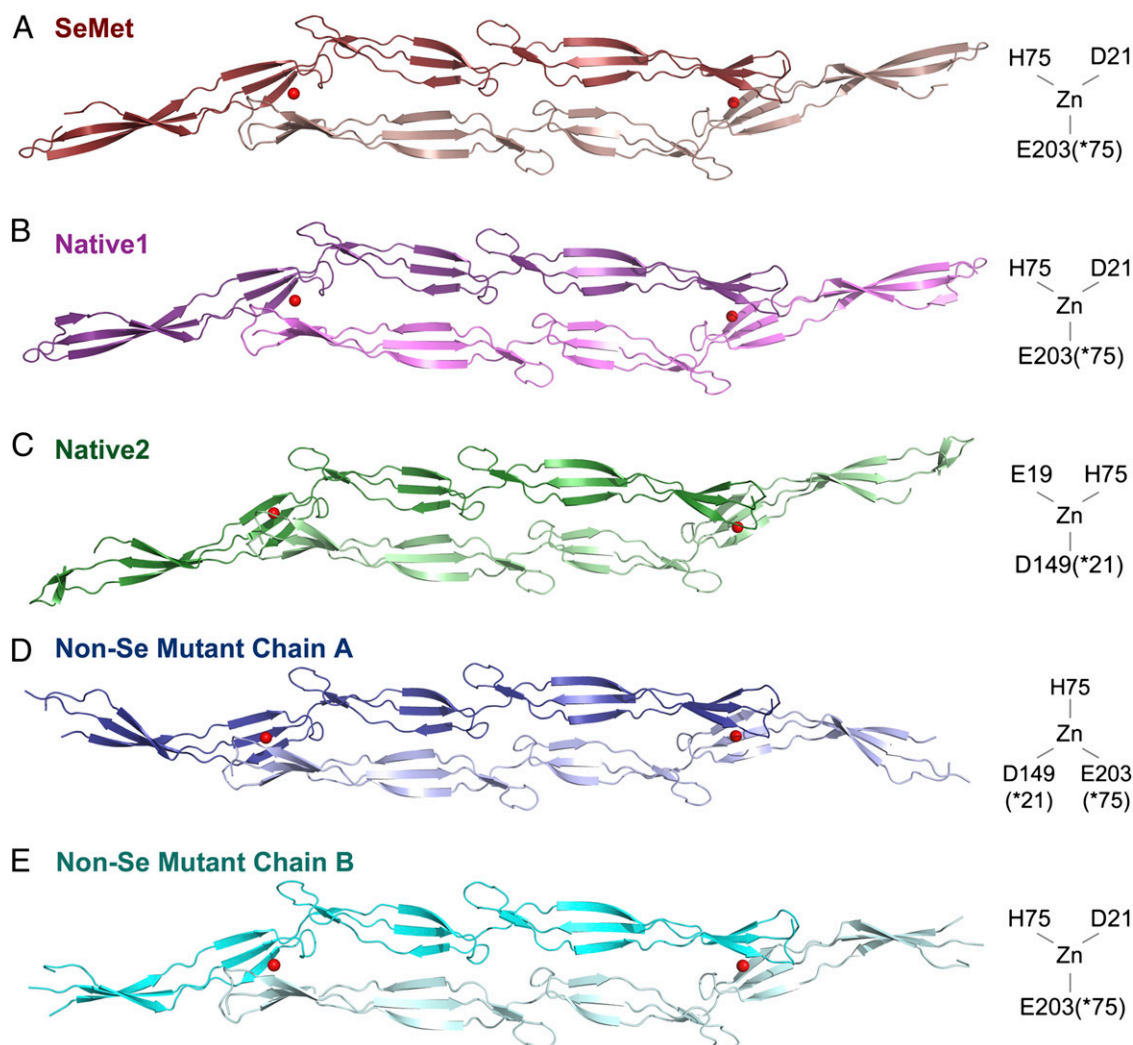 A SeMet
H75 D21
Zn
E203(*75)
B Native1
H75 D21
Zn
E203(*75)
C Native2
E19 H75
Zn
D149(*21)
D Non-Se Mutant Chain A
H75
Zn
D149 E203
(*21) (*75)
E Non-Se Mutant Chain B
H75 D21
Zn
E203(*75)